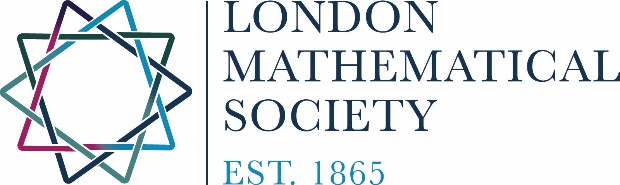 LONDON
MATHEMATICAL
SOCIETY
EST. 1865